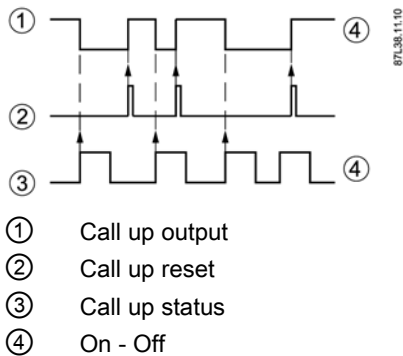 ① ④
② 
③ ④
87L38.11.10
① Call up output
② Call up reset
③ Call up status
④ On - Off